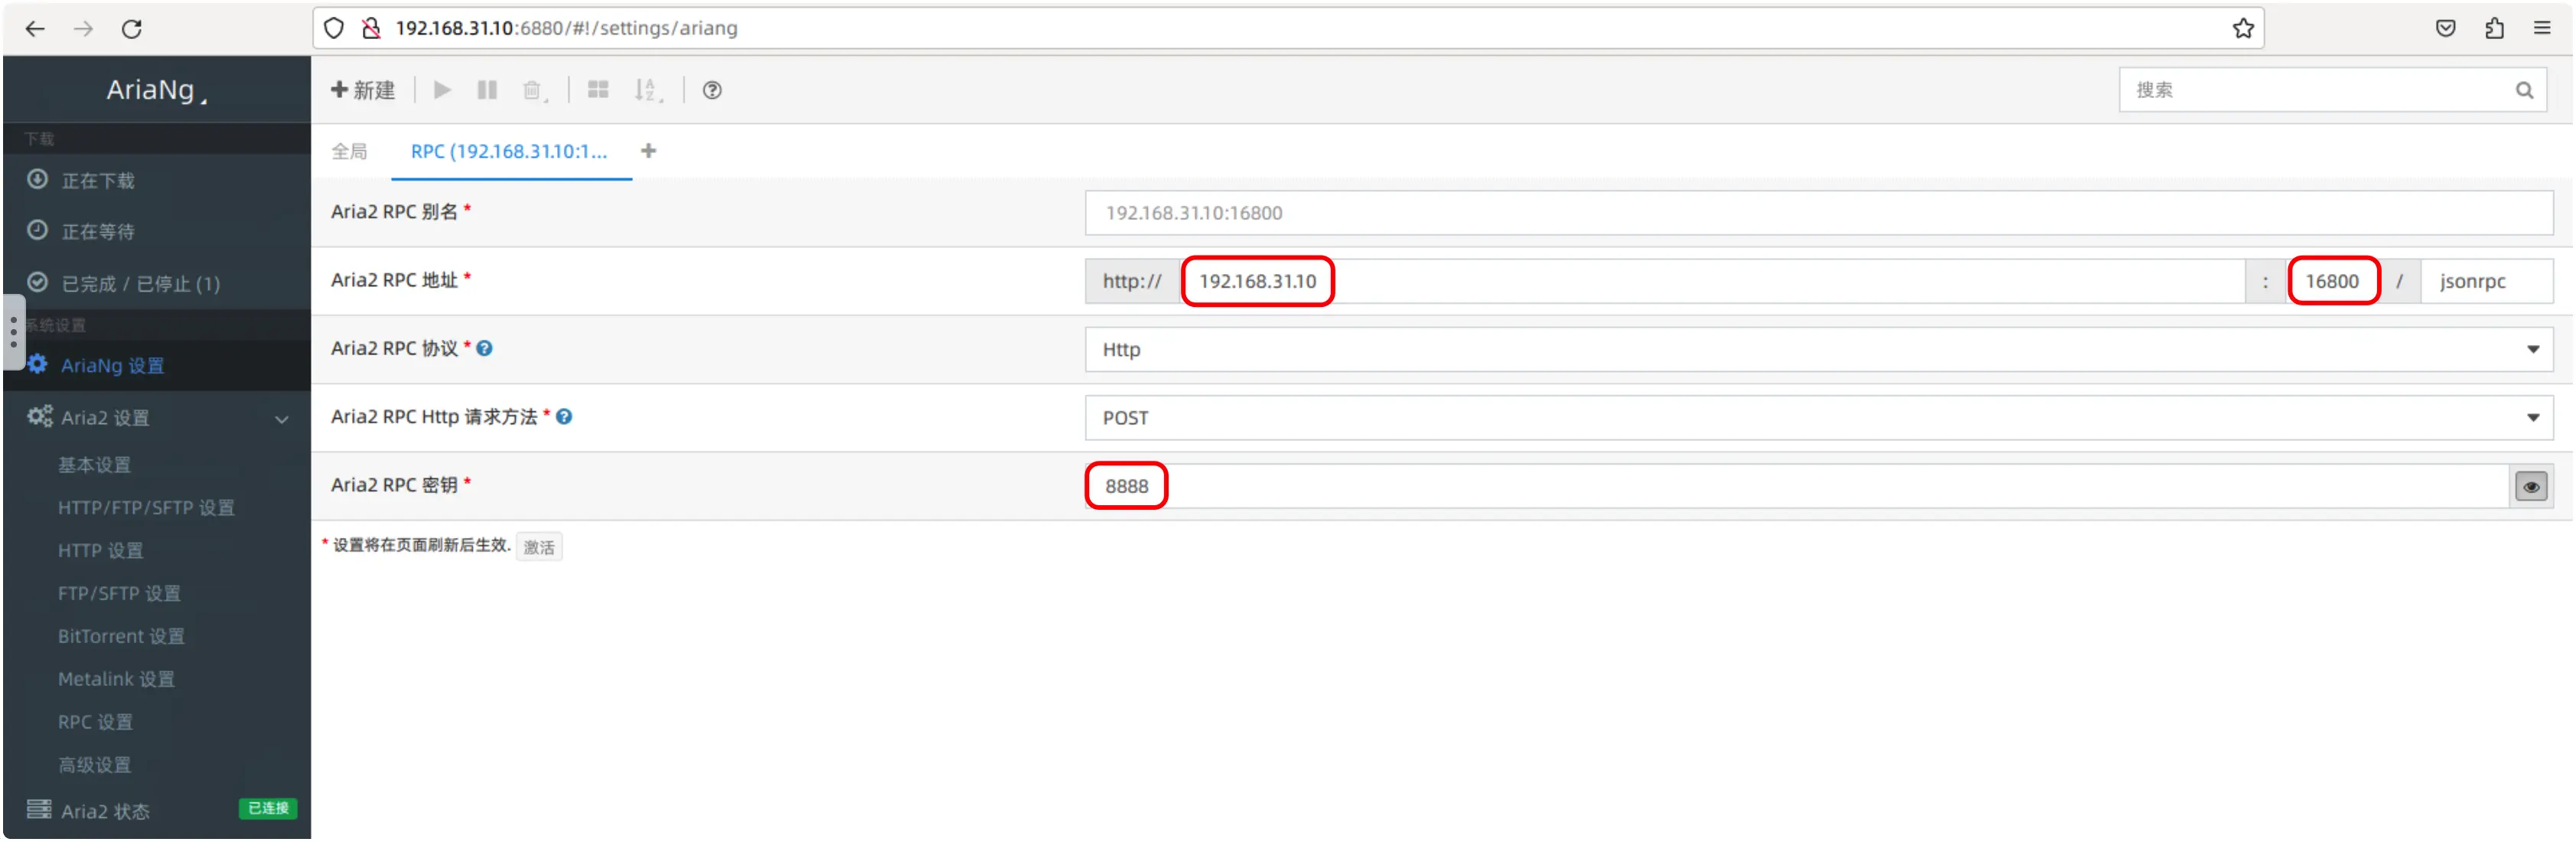 192.168.31.10:6880/#!/settings/ariang
AriaNg
新建
搜索
下载
正在下载
正在等待
已完成 / 已停止 (1)
系统设置
AriaNg 设置
Aria2 设置
基本设置
HTTP/FTP/SFTP 设置
HTTP 设置
FTP/SFTP 设置
BitTorrent 设置
Metalink 设置
RPC 设置
高级设置
Aria2 状态 已连接
全局 RPC (192.168.31.10:1...
Aria2 RPC 别名 * 192.168.31.10:16800
Aria2 RPC 地址 * http:// 192.168.31.10 : 16800 / jsonrpc
Aria2 RPC 协议 * Http
Aria2 RPC Http 请求方法 * POST
Aria2 RPC 密钥 * 8888
* 设置将在页面刷新后生效. 激活